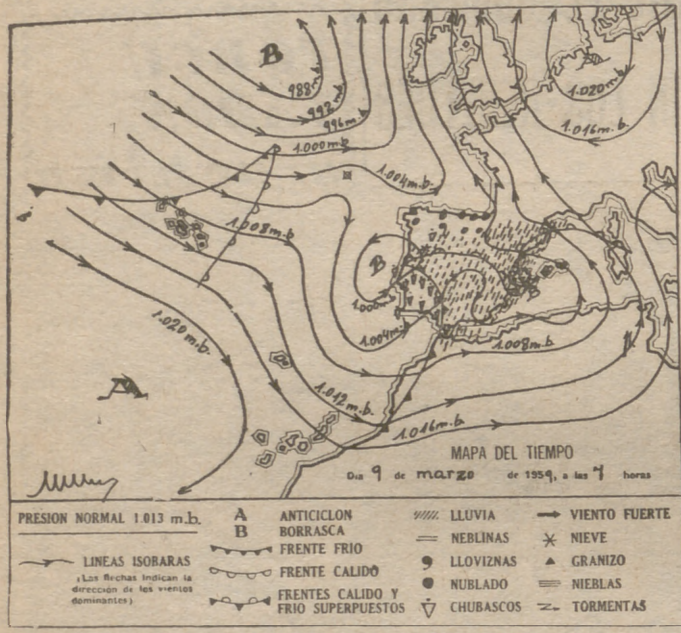 B
988 m.b.
992 m.b.
996 m.b.
1.000 m.b.
1.004 m.b.
1.020 m.b.
1.016 m.b.
1.008 m.b
B
1.000
1.004 m.
1.008 m.b.
1.020 m.b.
A
1.012 m.b.
1.016 m.b.
MAPA DEL TIEMPO
Dia 9 de marzo de 1959, a las 7 horas
PRESION NORMAL 1.013 m.b.
LINEAS ISOBARAS
(Las flechas indican la
dirección de los vientos
dominantes)
A ANTICICLON
B BORRASCA
FRENTE FRIO
FRENTE CALIDO
FRENTES CALIDO Y
FRIO SUPERPUESTOS
LLUVIA
NEBLINAS
LLOVIZNAS
NUBLADO
CHUBASCOS
VIENTO FUERTE
NIEVE
GRANIZO
NIEBLAS
TORMENTAS